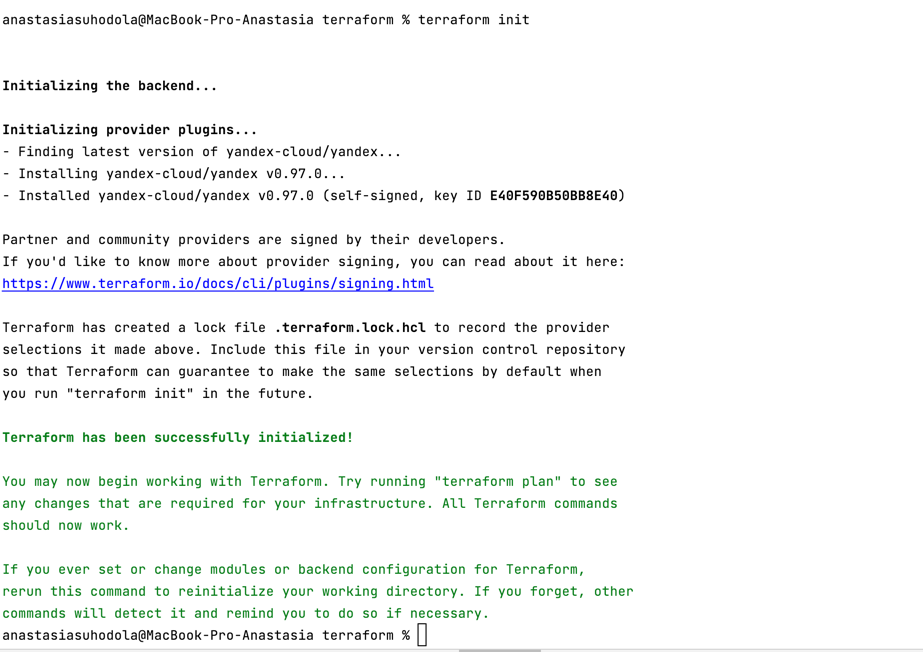 anastasiasuhodola@MacBook-Pro-Anastasia terraform % terraform init
Initializing the backend...
Initializing provider plugins...
- Finding latest version of yandex-cloud/yandex...
- Installing yandex-cloud/yandex v0.97.0...
- Installed yandex-cloud/yandex v0.97.0 (self-signed, key ID E40F590B50BB8E40)
Partner and community providers are signed by their developers.
If you'd like to know more about provider signing, you can read about it here:
https://www.terraform.io/docs/cli/plugins/signing.html
Terraform has created a lock file .terraform.lock.hcl to record the provider
selections it made above. Include this file in your version control repository
so that Terraform can guarantee to make the same selections by default when
you run "terraform init" in the future.
Terraform has been successfully initialized!
You may now begin working with Terraform. Try running "terraform plan" to see
any changes that are required for your infrastructure. All Terraform commands
should now work.
If you ever set or change modules or backend configuration for Terraform,
rerun this command to reinitialize your working directory. If you forget, other
commands will detect it and remind you to do so if necessary.
anastasiasuhodola@MacBook-Pro-Anastasia terraform %